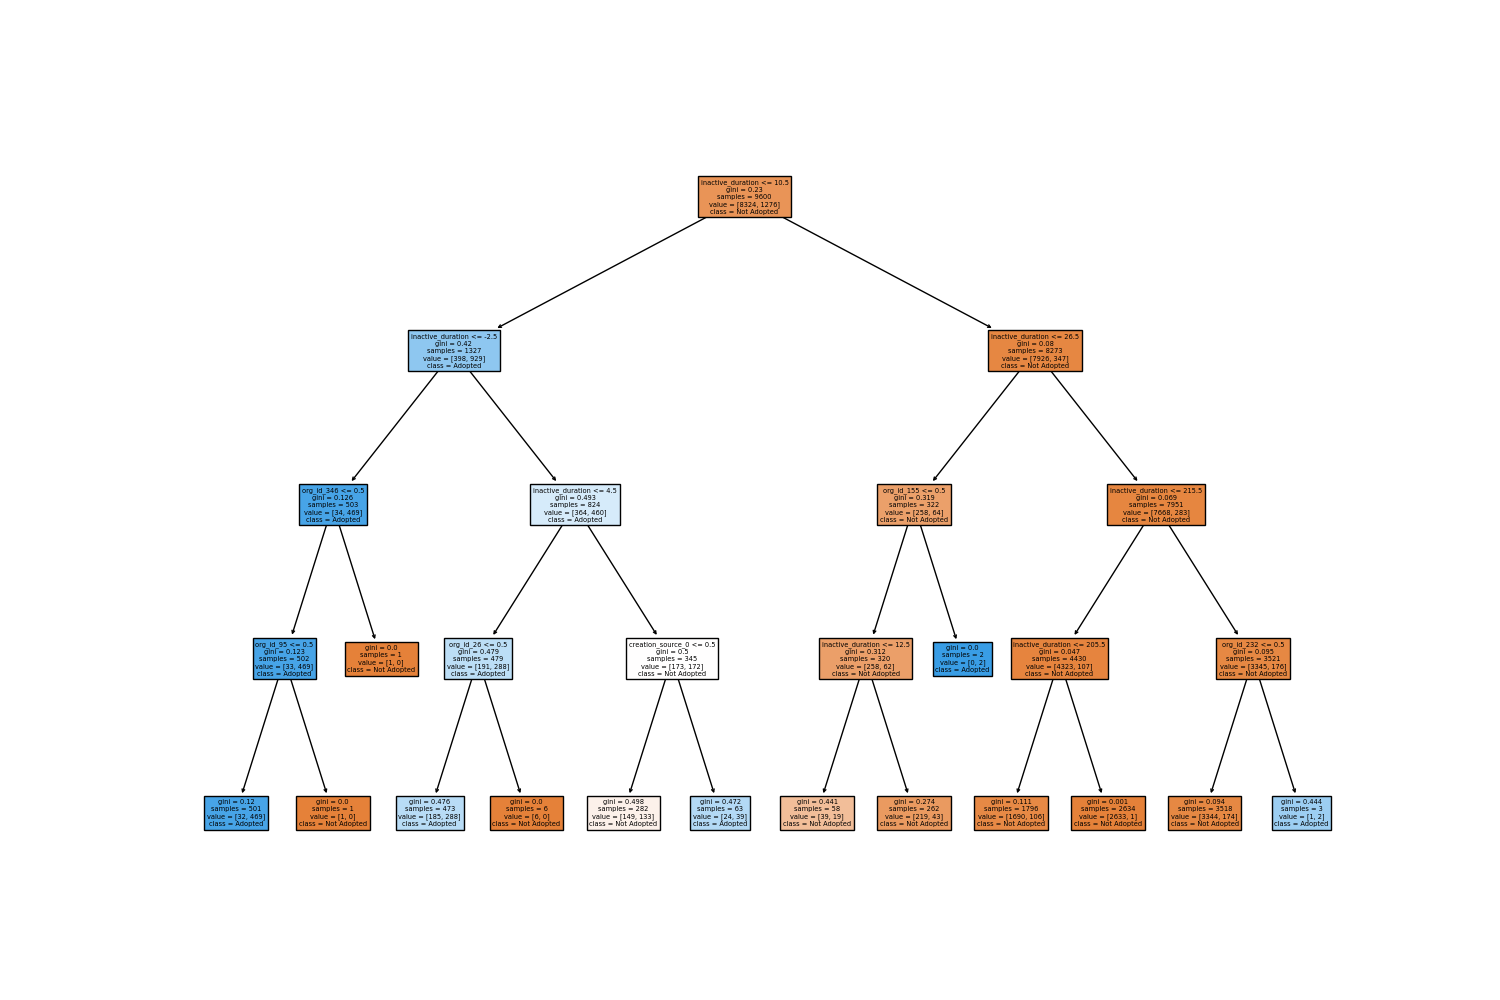 inactive_duration <= 10.5
gini = 0.23
samples = 9600
value = [8324, 1276]
class = Not Adopted
inactive_duration <= -2.5
gini = 0.42
samples = 1327
value = [398, 929]
class = Adopted
inactive_duration <= 26.5
gini = 0.08
samples = 8273
value = [7926, 347]
class = Not Adopted
org_id_346 <= 0.5
gini = 0.126
samples = 503
value = [34, 469]
class = Adopted
inactive_duration <= 4.5
gini = 0.493
samples = 824
value = [364, 460]
class = Adopted
org_id_155 <= 0.5
gini = 0.319
samples = 322
value = [258, 64]
class = Not Adopted
inactive_duration <= 215.5
gini = 0.069
samples = 7951
value = [7668, 283]
class = Not Adopted
org_id_95 <= 0.5
gini = 0.123
samples = 502
value = [33, 469]
class = Adopted
gini = 0.0
samples = 1
value = [1, 0]
class = Not Adopted
org_id_26 <= 0.5
gini = 0.479
samples = 479
value = [191, 288]
class = Adopted
creation_source_0 <= 0.5
gini = 0.5
samples = 345
value = [173, 172]
class = Not Adopted
inactive_duration <= 12.5
gini = 0.312
samples = 320
value = [258, 62]
class = Not Adopted
gini = 0.0
samples = 2
value = [0, 2]
class = Adopted
inactive_duration <= 205.5
gini = 0.047
samples = 4430
value = [4323, 107]
class = Not Adopted
org_id_232 <= 0.5
gini = 0.095
samples = 3521
value = [3345, 176]
class = Not Adopted
gini = 0.12
samples = 501
value = [32, 469]
class = Adopted
gini = 0.0
samples = 1
value = [1, 0]
class = Not Adopted
gini = 0.476
samples = 473
value = [185, 288]
class = Adopted
gini = 0.0
samples = 6
value = [6, 0]
class = Not Adopted
gini = 0.498
samples = 282
value = [149, 133]
class = Not Adopted
gini = 0.472
samples = 63
value = [24, 39]
class = Adopted
gini = 0.441
samples = 58
value = [39, 19]
class = Not Adopted
gini = 0.274
samples = 262
value = [219, 43]
class = Not Adopted
gini = 0.111
samples = 1796
value = [1690, 106]
class = Not Adopted
gini = 0.001
samples = 2634
value = [2633, 1]
class = Not Adopted
gini = 0.094
samples = 3518
value = [3344, 174]
class = Not Adopted
gini = 0.444
samples = 3
value = [1, 2]
class = Adopted